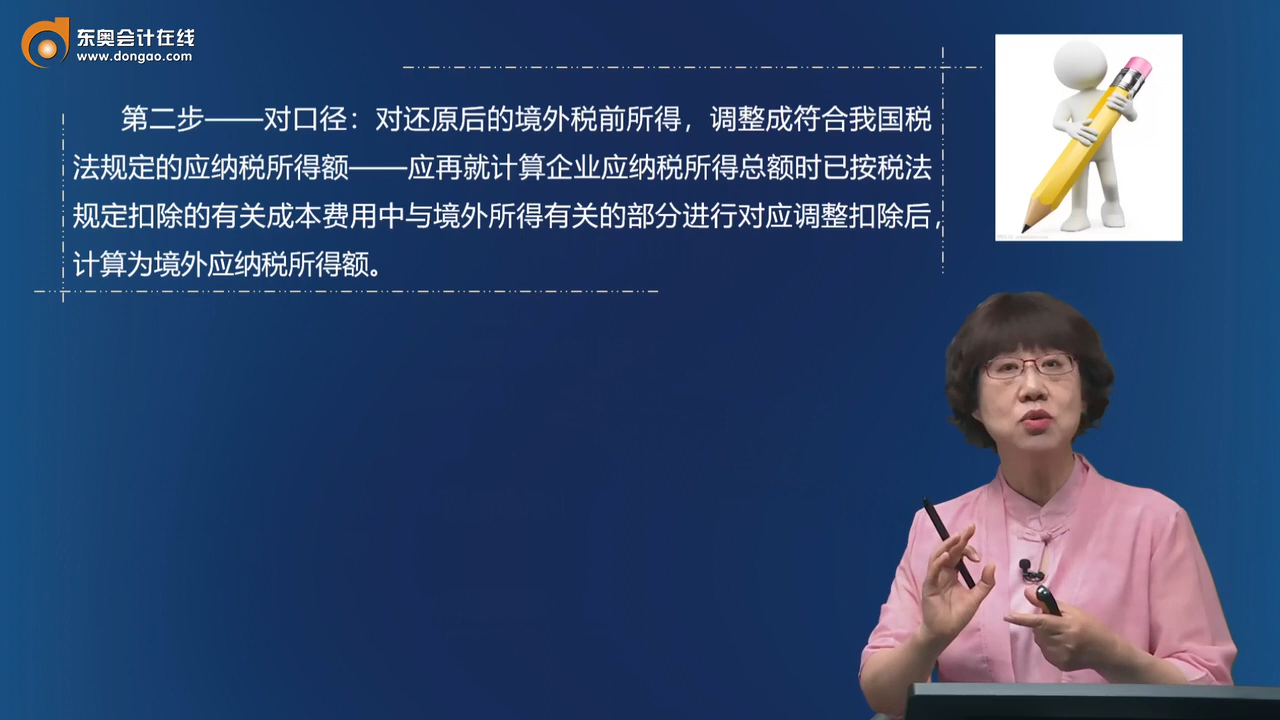 东奥会计在线
www.dongao.com
第二步——对口径：对还原后的境外税前所得，调整成符合我国税
法规定的应纳税所得额——应再就计算企业应纳税所得总额时已按税法
规定扣除的有关成本费用中与境外所得有关的部分进行对应调整扣除后，
计算为境外应纳税所得额。